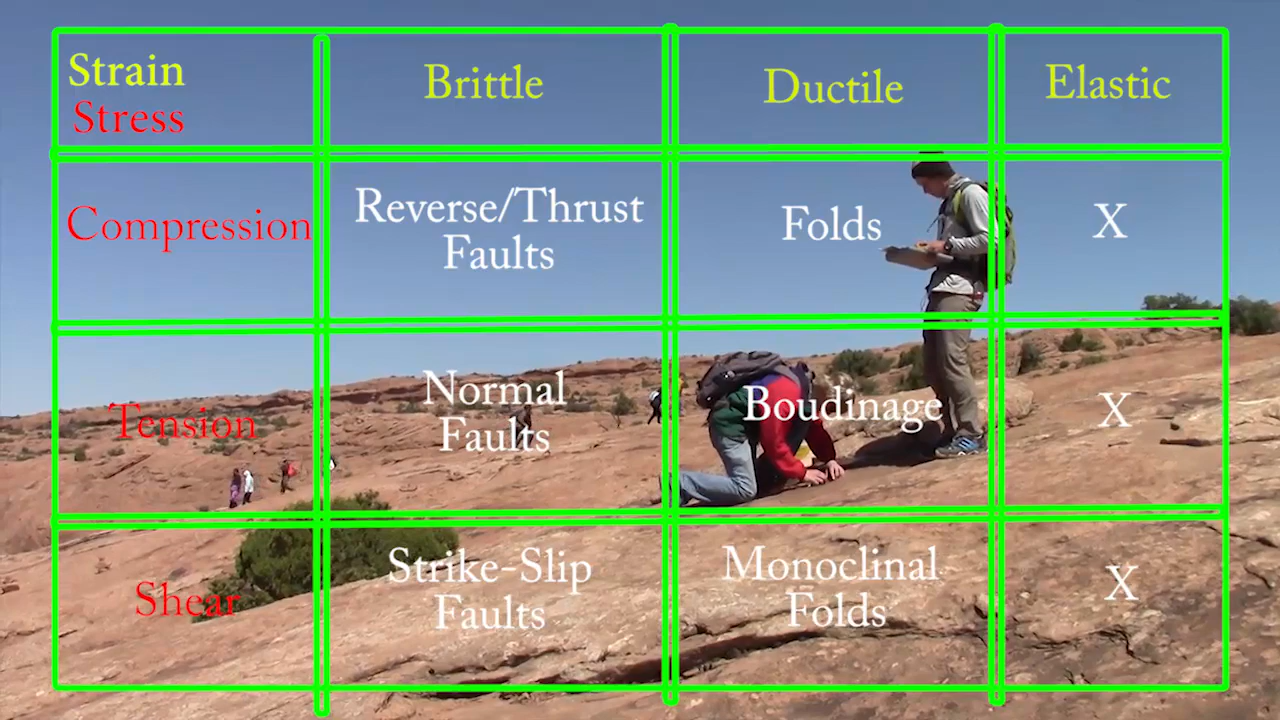 Strain
Stress
Brittle
Ductile
Elastic
Compression
Reverse/Thrust
Faults
Folds
X
Tension
Normal
Faults
Boudinage
X
Shear
Strike-Slip
Faults
Monoclinal
Folds
X